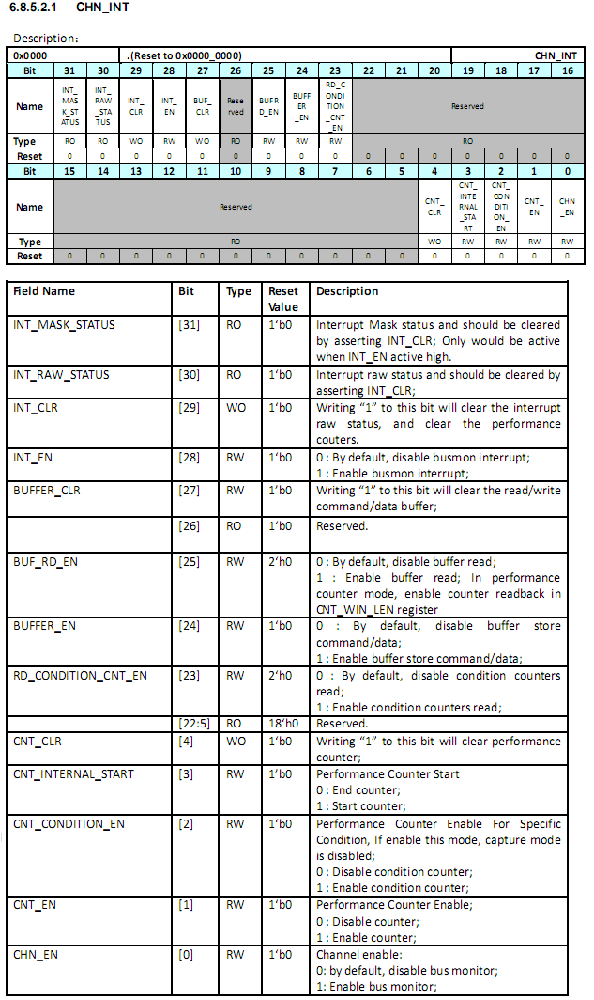 6.8.5.2.1 CHN_INT
Description:
0x0000 .(Reset to 0x0000_0000) CHN_INT
Bit 31 30 29 28 27 26 25 24 23 22 21 20 19 18 17 16
Name INT_MASK_STATUS INT_RAW_STATUS INT_CLR INT_EN BUF_CLR Reserved BUFRD_EN BUFFER_EN RD_CONDITION_CNT_EN Reserved
Type RO RO WO RW WO RO RW RW RW RO
Reset 0 0 0 0 0 0 0 0 0 0 0 0 0 0 0 0
Bit 15 14 13 12 11 10 9 8 7 6 5 4 3 2 1 0
Name Reserved CNT_CLR CNT_INTERNAL_START CNT_CONDITION_EN CNT_EN CHN_EN
Type RO WO RW RW RW RW
Reset 0 0 0 0 0 0 0 0 0 0 0 0 0 0 0 0
Field Name Bit Type Reset Value Description
INT_MASK_STATUS [31] RO 1'b0 Interrupt Mask status and should be cleared
by asserting INT_CLR; Only would be active
when INT_EN active high.
INT_RAW_STATUS [30] RO 1'b0 Interrupt raw status and should be cleared by
asserting INT_CLR;
INT_CLR [29] WO 1'b0 Writing “1” to this bit will clear the interrupt
raw status, and clear the performance
couters.
INT_EN [28] RW 1'b0 0 : By default, disable busmon interrupt;
1 : Enable busmon interrupt;
BUFFER_CLR [27] RW 1'b0 Writing “1” to this bit will clear the read/write
command/data buffer;
[26] RO 1'b0 Reserved.
BUF_RD_EN [25] RW 2'h0 0 : By default, disable buffer read;
1 : Enable buffer read; In performance
counter mode, enable counter readback in
CNT_WIN_LEN register
BUFFER_EN [24] RW 1'b0 0 : By default, disable buffer store
command/data;
1 : Enable buffer store command/data;
RD_CONDITION_CNT_EN [23] RW 2'h0 0 : By default, disable condition counters
read;
1 : Enable condition counters read;
[22:5] RO 18'h0 Reserved.
CNT_CLR [4] WO 1'b0 Writing “1” to this bit will clear performance
counter;
CNT_INTERNAL_START [3] RW 1'b0 Performance Counter Start
0 : End counter;
1 : Start counter;
CNT_CONDITION_EN [2] RW 1'b0 Performance Counter Enable For Specific
Condition, If enable this mode, capture mode
is disabled;
0 : Disable condition counter;
1 : Enable condition counter;
CNT_EN [1] RW 1'b0 Performance Counter Enable;
0 : Disable counter;
1 : Enable counter;
CHN_EN [0] RW 1'b0 Channel enable:
0: by default, disable bus monitor;
1: Enable bus monitor;